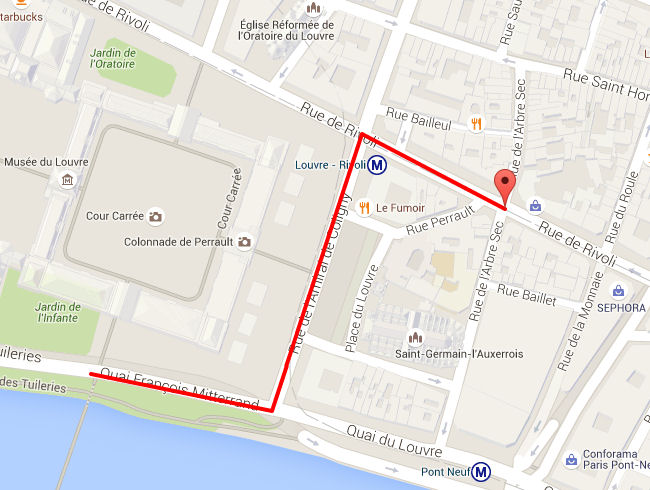 Starbucks
Rue de Rivoli
Église Réformée de
l'Oratoire du Louvre
Jardin de
l'Oratoire
Rue Saint Hon
Rue Sau
Rue de l'Arbre Sec
Rue Bailleul
Rue de Rivoli
Louvre - Rivoli
M
Musée du Louvre
Cour Carrée
Cour Carrée
Colonnade de Perrault
Le Fumoir
Rue Perrault
Rue du Roule
Rue de Rivoli
Rue de l'Amiral de Coligny
Place du Louvre
Rue de l'Arbre Sec
Rue Baillet
Rue de la Monnaie
SEPHORA
Jardin de
l'Infante
Saint-Germain-l'Auxerrois
Tuileries
des Tuileries
Quai François Mitterrand
Quai du Louvre
Pont Neuf
M
Conforama
Paris Pont-Ne